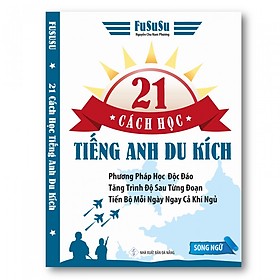 FUSUSU
21 Cách Học Tiếng Anh Du Kích
FuSuSu
Nguyễn Chu Nam Phương
21
CÁCH HỌC
TIẾNG ANH DU KÍCH
Phương Pháp Học Độc Đáo
Tăng Trình Độ Sau Từng Đoạn
Tiến Bộ Mỗi Ngày Ngay Cả Khi Ngủ
NHÀ XUẤT BẢN ĐÀ NẴNG
SONG NGỮ